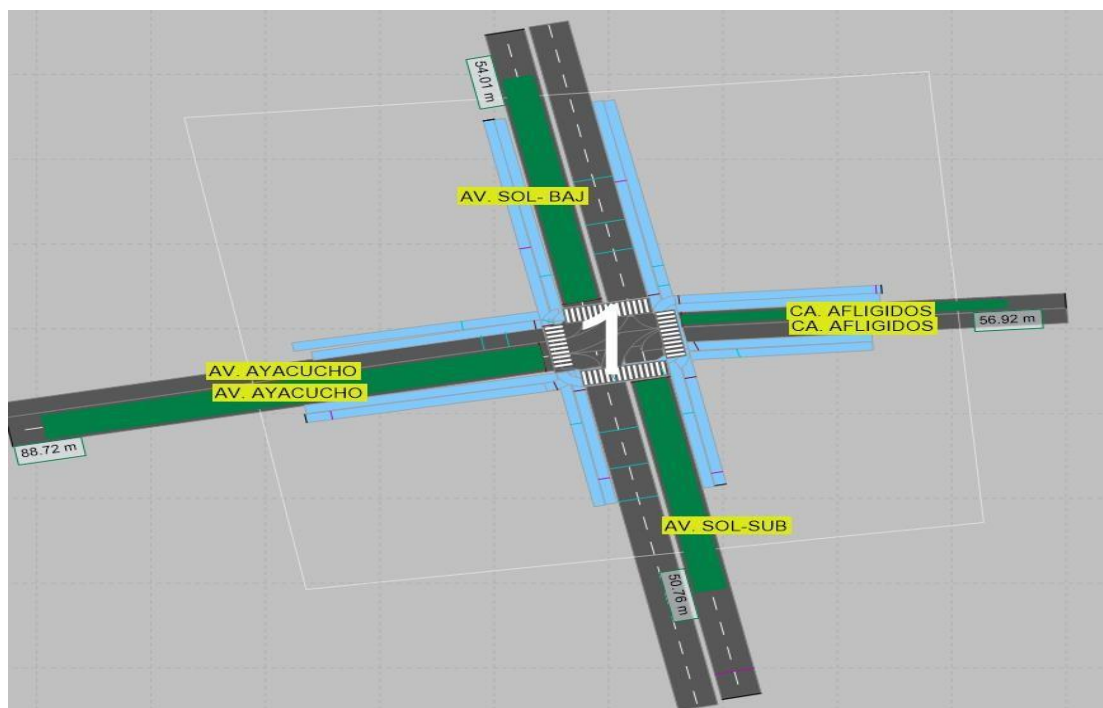 54.01 m
AV. SOL- BAJ
1
CA. AFLIGIDOS
56.92 m
CA. AFLIGIDOS
AV. AYACUCHO
AV. AYACUCHO
88.72 m
AV. SOL-SUB
50.76 m